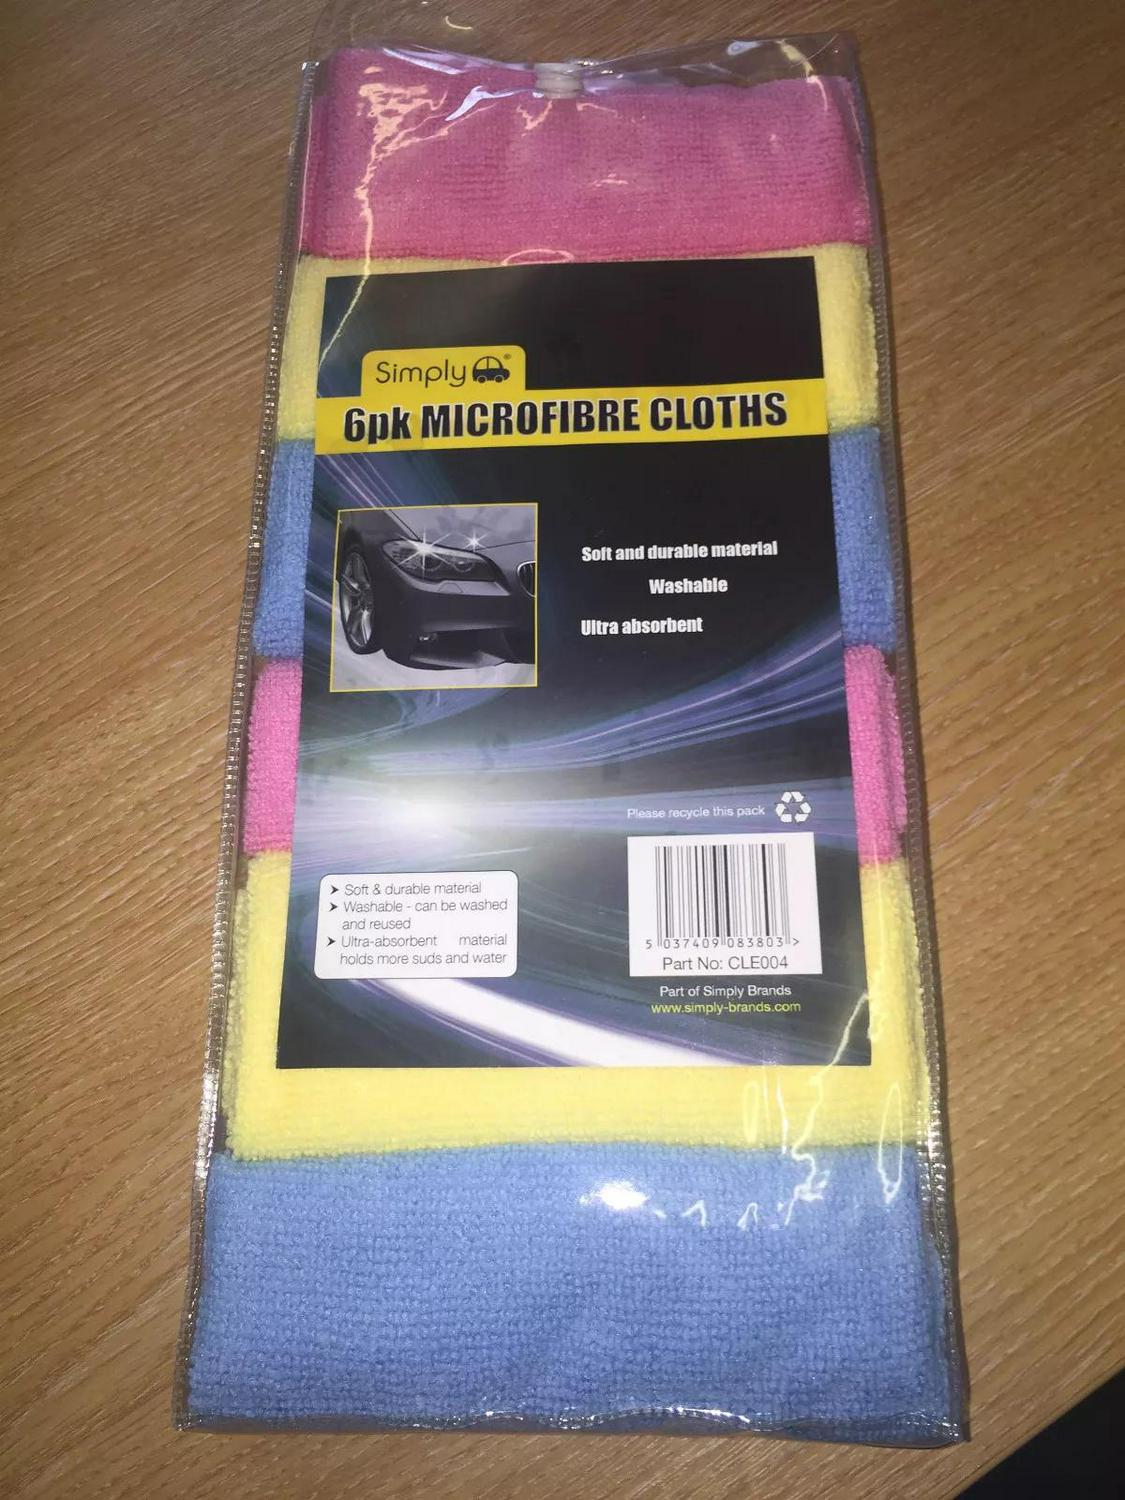 Simply ®
6pk MICROFIBRE CLOTHS
Soft and durable material
Washable
Ultra absorbent
Please recycle this pack
➤ Soft & durable material
➤ Washable - can be washed
and reused
➤ Ultra-absorbent material
holds more suds and water
5 037409 083803 >
Part No: CLE004
Part of Simply Brands
www.simply-brands.com